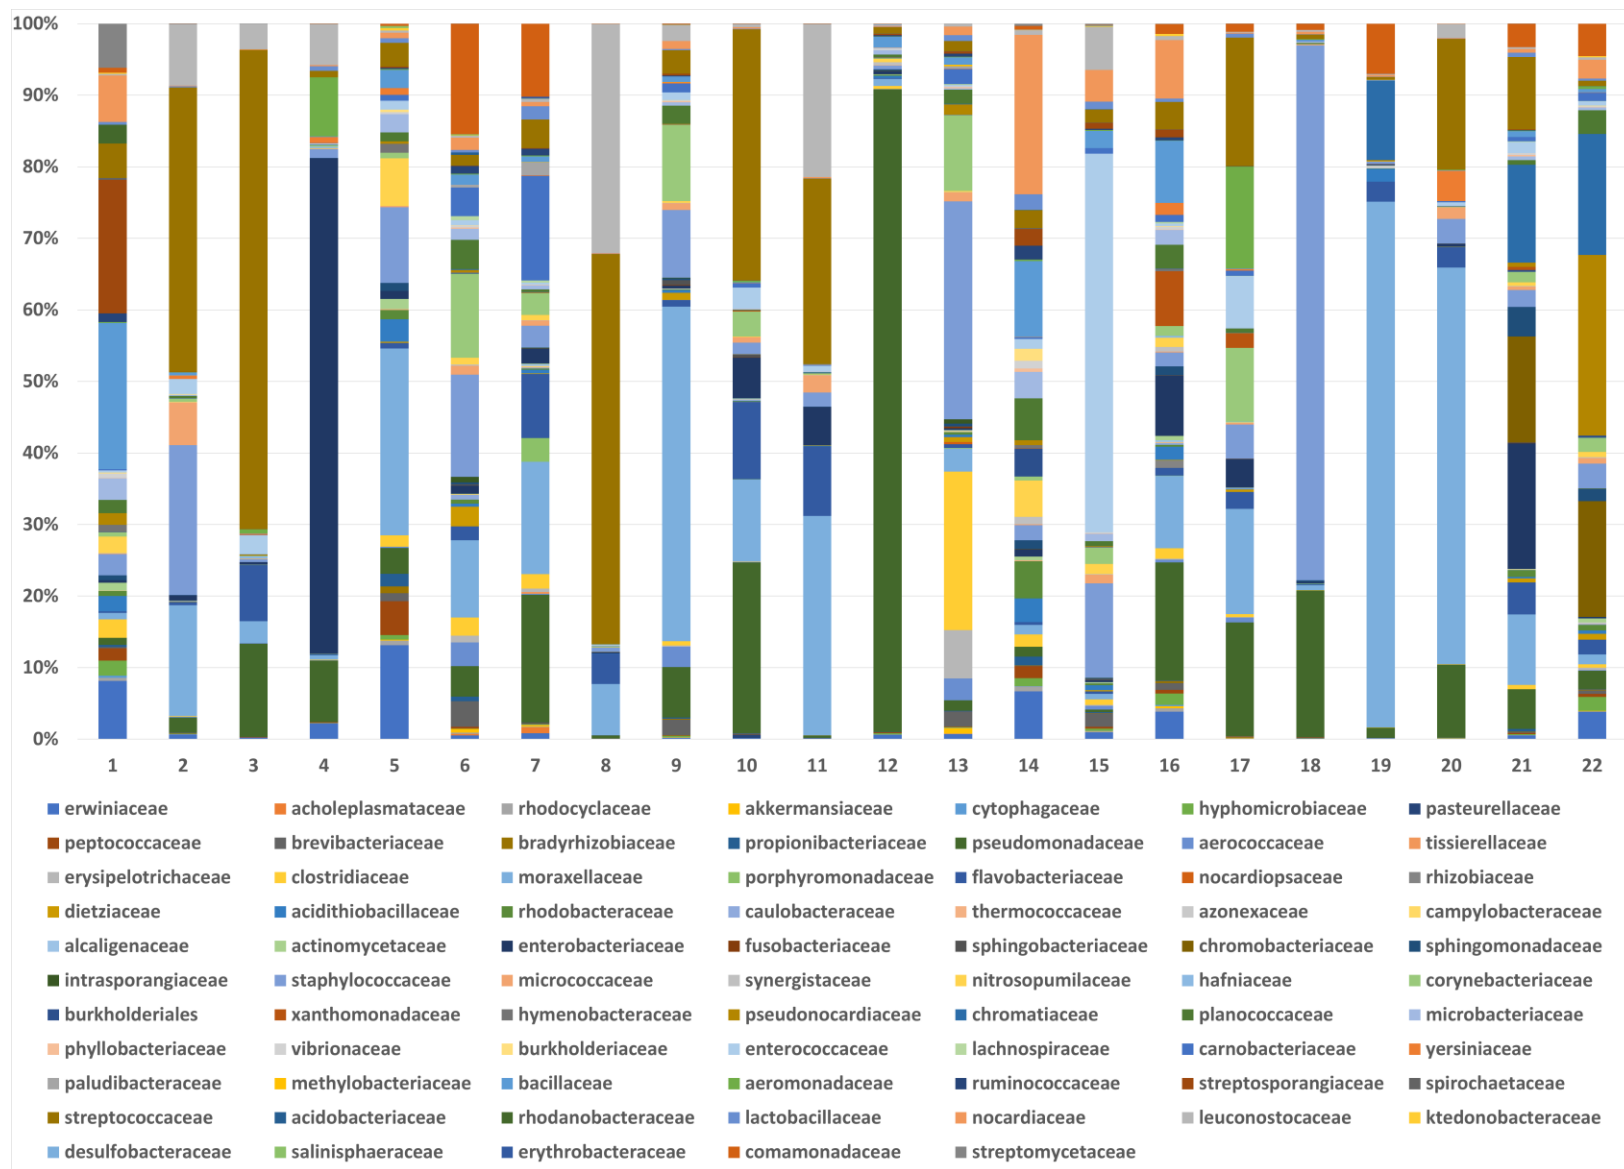 100%
90%
80%
70%
60%
50%
40%
30%
20%
10%
0%
1 2 3 4 5 6 7 8 9 10 11 12 13 14 15 16 17 18 19 20 21 22
erwiniaceae acholeplasmataceae rhodocyclaceae akkermansiaceae cytophagaceae hyphomicrobiaceae pasteurellaceae
peptococcaceae brevibacteriaceae bradyrhizobiaceae propionibacteriaceae pseudomonadaceae aerococcaceae tissierellaceae
erysipelotrichaceae clostridiaceae moraxellaceae porphyromonadaceae flavobacteriaceae nocardiopsaceae rhizobiaceae
dietziaceae acidithiobacillaceae rhodobacteraceae caulobacteraceae thermococcaceae azonexaceae campylobacteraceae
alcaligenaceae actinomycetaceae enterobacteriaceae fusobacteriaceae sphingobacteriaceae chromobacteriaceae sphingomonadaceae
intrasporangiaceae staphylococcaceae micrococcaceae synergistaceae nitrosopumilaceae hafniaceae corynebacteriaceae
burkholderiales xanthomonadaceae hymenobacteraceae pseudonocardiaceae chromatiaceae planococcaceae microbacteriaceae
phyllobacteriaceae vibrionaceae burkholderiaceae enterococcaceae lachnospiraceae carnobacteriaceae yersiniaceae
paludibacteraceae methylobacteriaceae bacillaceae aeromonadaceae ruminococcaceae streptosporangiaceae spirochaetaceae
streptococcaceae acidobacteriaceae rhodanobacteraceae lactobacillaceae nocardiaceae leuconostocaceae ktedonobacteraceae
desulfobacteraceae salinisphaeraceae erythrobacteraceae comamonadaceae streptomycetaceae